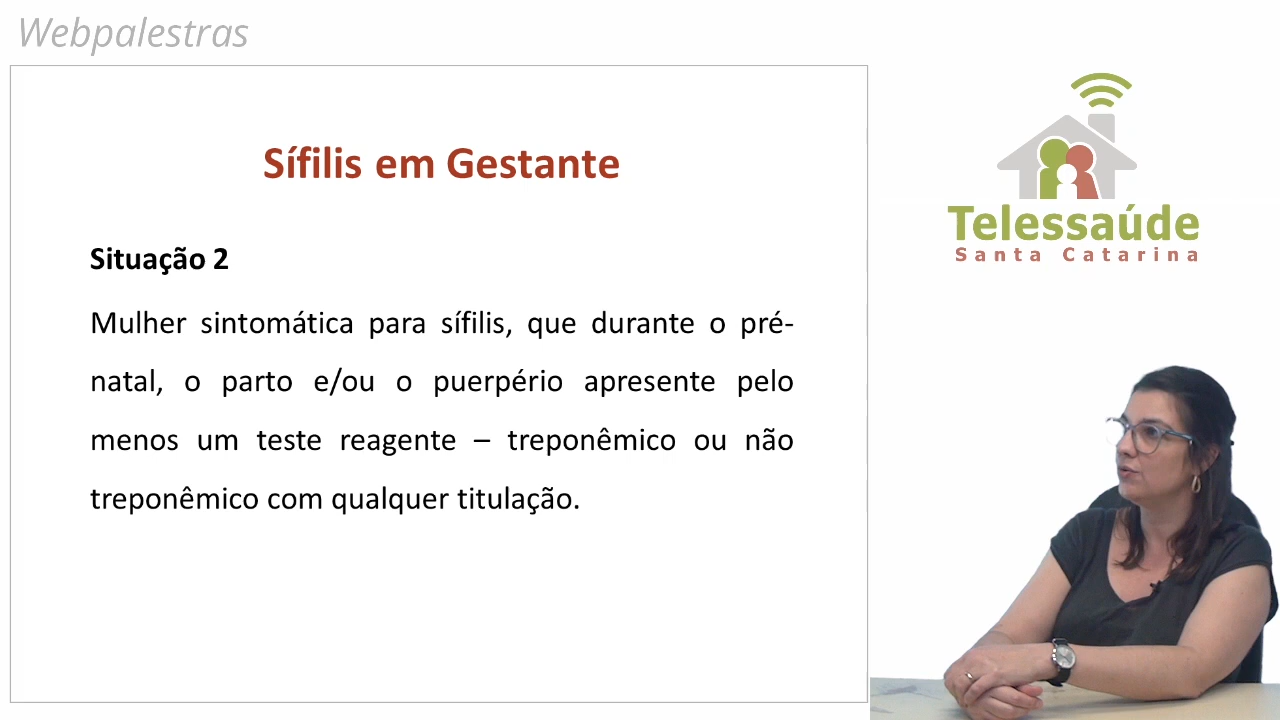 Webpalestras
Sífilis em Gestante
Situação 2
Mulher sintomática para sífilis, que durante o pré-
natal, o parto e/ou o puerpério apresente pelo
menos um teste reagente – treponêmico ou não
treponêmico com qualquer titulação.
Telessaúde
Santa Catarina